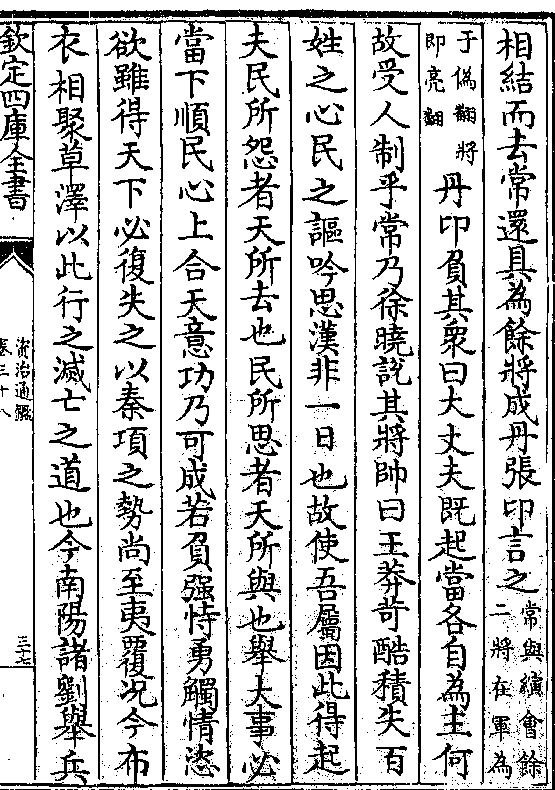 相結而去常還具為餘將成丹張卬言之常與縯會餘
二將在軍為
于偽翻將
即亮翻丹卬負其衆曰大丈夫既起當各自為主何
故受人制乎常乃徐曉說其將帥曰王莽苛酷積失百
姓之心民之謳吟思漢非一日也故使吾屬因此得起
夫民所怨者天所去也民所思者天所與也舉大事必
當下順民心上合天意功乃可成若負强恃勇觸情恣
欲雖得天下必復失之以秦項之勢尚至夷覆况今布
衣相聚草澤以此行之滅亡之道也今南陽諸劉舉兵
欽定四庫全書
資治通鑑
卷三十八
三十七